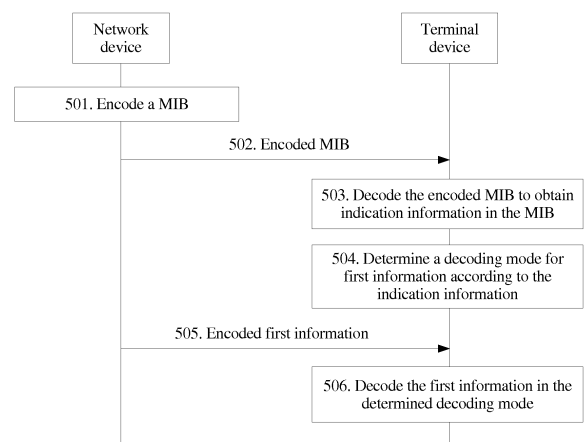 Network
device
Terminal
device
501. Encode a MIB
502. Encoded MIB
503. Decode the encoded MIB to obtain
indication information in the MIB
504. Determine a decoding mode for
first information according to the
indication information
505. Encoded first information
506. Decode the first information in the
determined decoding mode